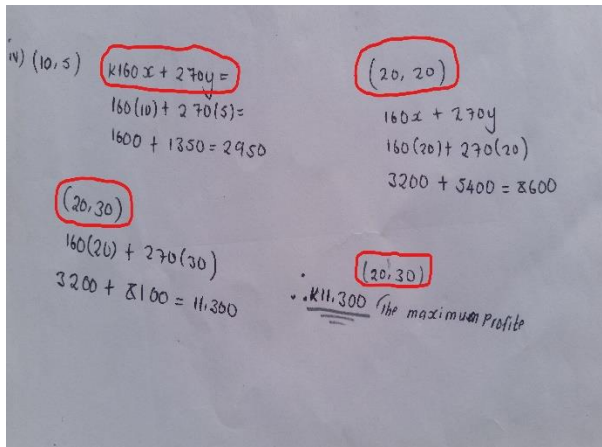 iv) (10,5) K160x + 270y =
160(10) + 270(5) =
1600 + 1350 = 2950
(20, 20)
160x + 270y
160(20) + 270(20)
3200 + 5400 = 8600
(20,30)
160(20) + 270(30)
3200 + 8100 = 11.300
(20,30)
∴ K11.300 The maximum Profite